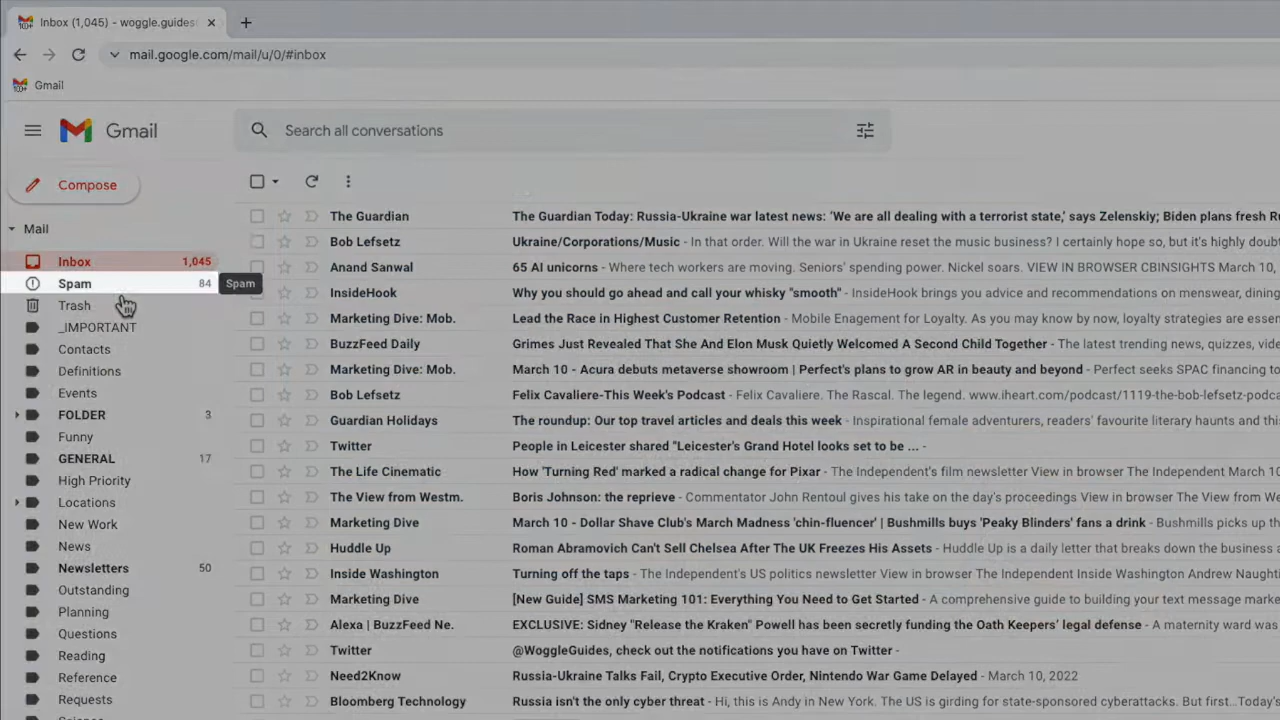 Inbox (1,045) - woggle.guides
mail.google.com/mail/u/0/#inbox
Gmail
Gmail
Search all conversations
Compose
Mail
Inbox 1,045
Spam 84 Spam
Trash
_IMPORTANT
Contacts
Definitions
Events
FOLDER 3
Funny
GENERAL 17
High Priority
Locations
New Work
News
Newsletters 50
Outstanding
Planning
Questions
Reading
Reference
Requests
The Guardian The Guardian Today: Russia-Ukraine war latest news: ‘We are all dealing with a terrorist state,’ says Zelenskiy; Biden plans fresh
Bob Lefsetz Ukraine/Corporations/Music - In that order. Will the war in Ukraine reset the music business? I certainly hope so, but it's highly
Anand Sanwal 65 AI unicorns - Where tech workers are moving. Seniors' spending power. Nickel soars. VIEW IN BROWSER CBINSIGHTS March 10,
InsideHook Why you should go ahead and call your whisky "smooth" - InsideHook brings you advice and recommendations on menswear, dining
Marketing Dive: Mob. Lead the Race in Highest Customer Retention - Mobile Enagement for Loyalty. As you may know by now, loyalty strategies are
BuzzFeed Daily Grimes Just Revealed That She And Elon Musk Quietly Welcomed A Second Child Together - The latest trending news, quizzes,
Marketing Dive: Mob. March 10 - Acura debuts metaverse showroom | Perfect's plans to grow AR in beauty and beyond - Perfect seeks SPAC financing to
Bob Lefsetz Felix Cavaliere-This Week's Podcast - Felix Cavaliere. The Rascal. The legend. www.iheart.com/podcast/1119-the-bob-lefsetz-podca
Guardian Holidays The roundup: Our top travel articles and deals this week - Inspirational female adventurers, readers' favourite literary haunts and
Twitter People in Leicester shared "Leicester's Grand Hotel looks set to be ... -
The Life Cinematic How 'Turning Red' marked a radical change for Pixar - The Independent's film newsletter View in browser The Independent March 10
The View from Westm. Boris Johnson: the reprieve - Commentator John Rentoul gives his take on the day's proceedings View in browser The View from
Marketing Dive March 10 - Dollar Shave Club's March Madness 'chin-fluencer' | Bushmills buys 'Peaky Blinders' fans a drink - Bushmills picks up
Huddle Up Roman Abramovich Can't Sell Chelsea After The UK Freezes His Assets - Huddle Up is a daily letter that breaks down the business
Inside Washington Turning off the taps - The Independent's US politics newsletter View in browser The Independent Inside Washington Andrew
Marketing Dive [New Guide] SMS Marketing 101: Everything You Need to Get Started - A comprehensive guide to building your text message
Alexa | BuzzFeed Ne. EXCLUSIVE: Sidney "Release the Kraken" Powell has been secretly funding the Oath Keepers’ legal defense - A maternity ward was
Twitter @WoggleGuides, check out the notifications you have on Twitter -
Need2Know Russia-Ukraine Talks Fail, Crypto Executive Order, Nintendo War Game Delayed - March 10, 2022
Bloomberg Technology Russia isn't the only cyber threat - Hi, this is Andy in New York. The US is girding for state-sponsored cyberattacks. But first...Today's